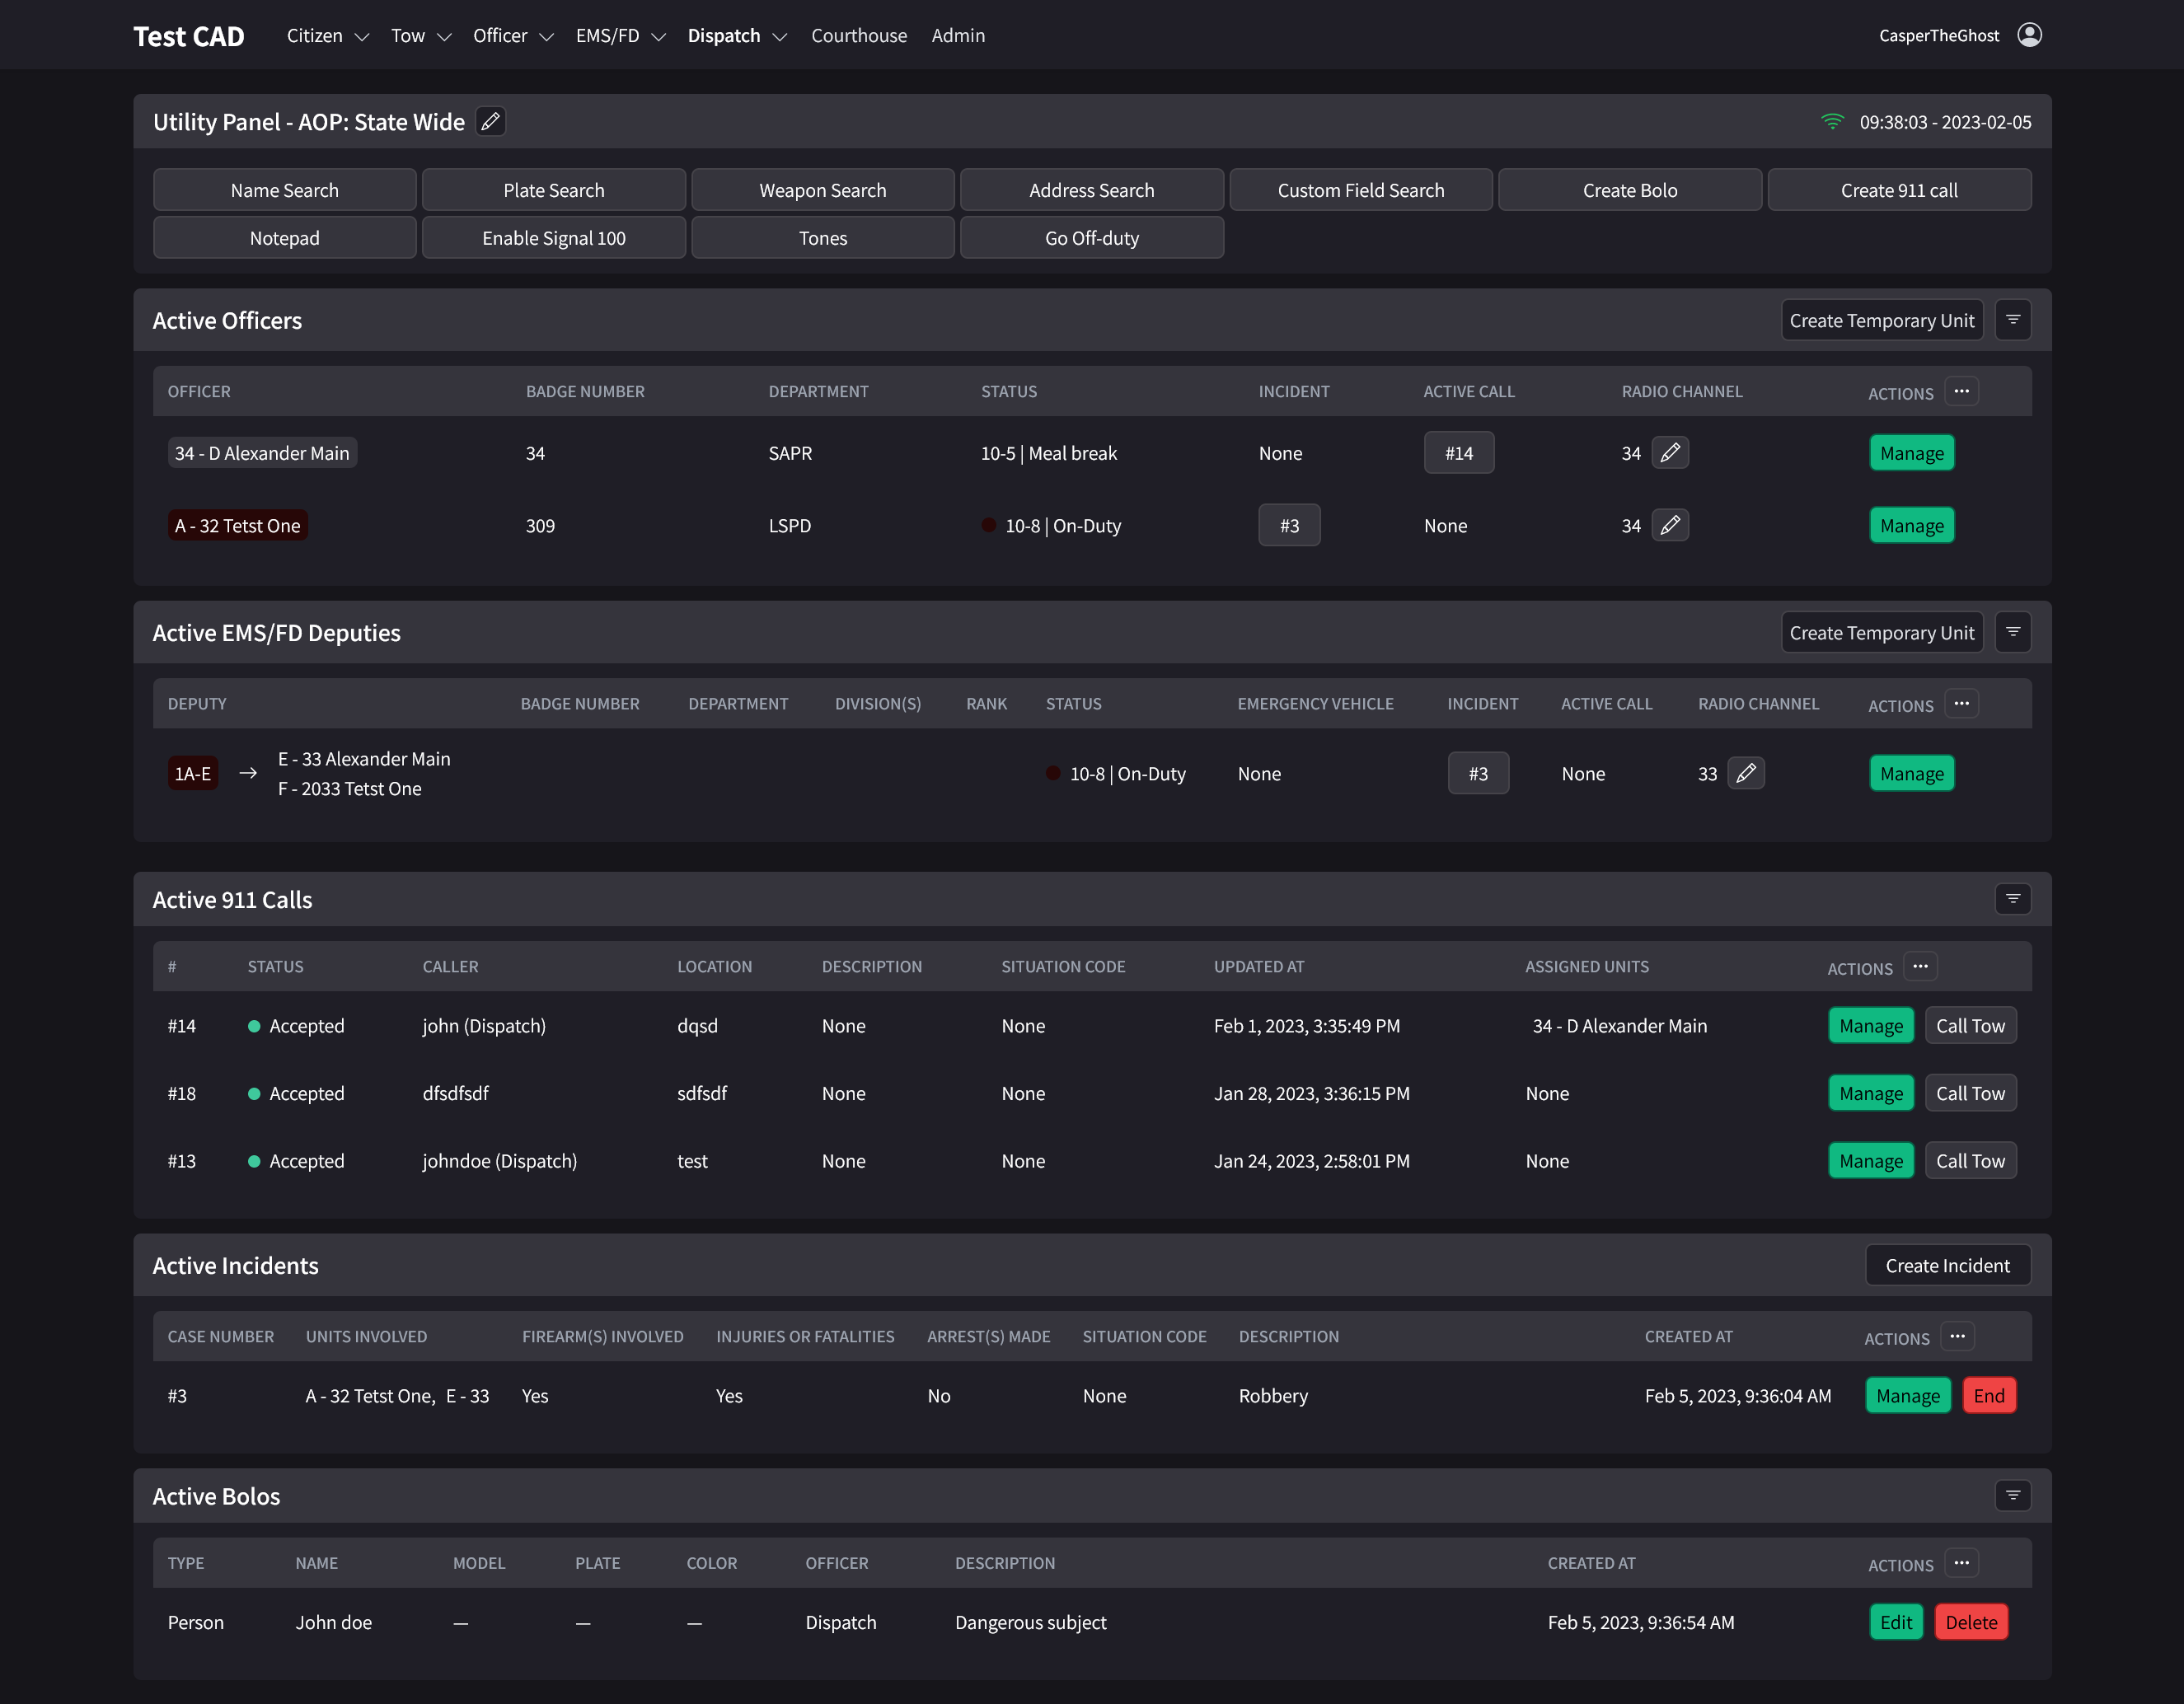 Test CAD Citizen Tow Officer EMS/FD Dispatch Courthouse Admin CasperTheGhost
Utility Panel - AOP: State Wide 09:38:03 - 2023-02-05
Name Search Plate Search Weapon Search Address Search Custom Field Search Create Bolo Create 911 call
Notepad Enable Signal 100 Tones Go Off-duty
Active Officers Create Temporary Unit
OFFICER BADGE NUMBER DEPARTMENT STATUS INCIDENT ACTIVE CALL RADIO CHANNEL ACTIONS ...
34 - D Alexander Main 34 SAPR 10-5 | Meal break None #14 34 Manage
A - 32 Tetst One 309 LSPD 10-8 | On-Duty #3 None 34 Manage
Active EMS/FD Deputies Create Temporary Unit
DEPUTY BADGE NUMBER DEPARTMENT DIVISION(S) RANK STATUS EMERGENCY VEHICLE INCIDENT ACTIVE CALL RADIO CHANNEL ACTIONS ...
1A-E → E - 33 Alexander Main 10-8 | On-Duty None #3 None 33 Manage
F - 2033 Tetst One
Active 911 Calls
# STATUS CALLER LOCATION DESCRIPTION SITUATION CODE UPDATED AT ASSIGNED UNITS ACTIONS ...
#14 Accepted john (Dispatch) dqsd None None Feb 1, 2023, 3:35:49 PM 34 - D Alexander Main Manage Call Tow
#18 Accepted dfsdfsdf sdfsdf None None Jan 28, 2023, 3:36:15 PM None Manage Call Tow
#13 Accepted johndoe (Dispatch) test None None Jan 24, 2023, 2:58:01 PM None Manage Call Tow
Active Incidents Create Incident
CASE NUMBER UNITS INVOLVED FIREARM(S) INVOLVED INJURIES OR FATALITIES ARREST(S) MADE SITUATION CODE DESCRIPTION CREATED AT ACTIONS ...
#3 A - 32 Tetst One, E - 33 Yes Yes No None Robbery Feb 5, 2023, 9:36:04 AM Manage End
Active Bolos
TYPE NAME MODEL PLATE COLOR OFFICER DESCRIPTION CREATED AT ACTIONS ...
Person John doe — — — Dispatch Dangerous subject Feb 5, 2023, 9:36:54 AM Edit Delete